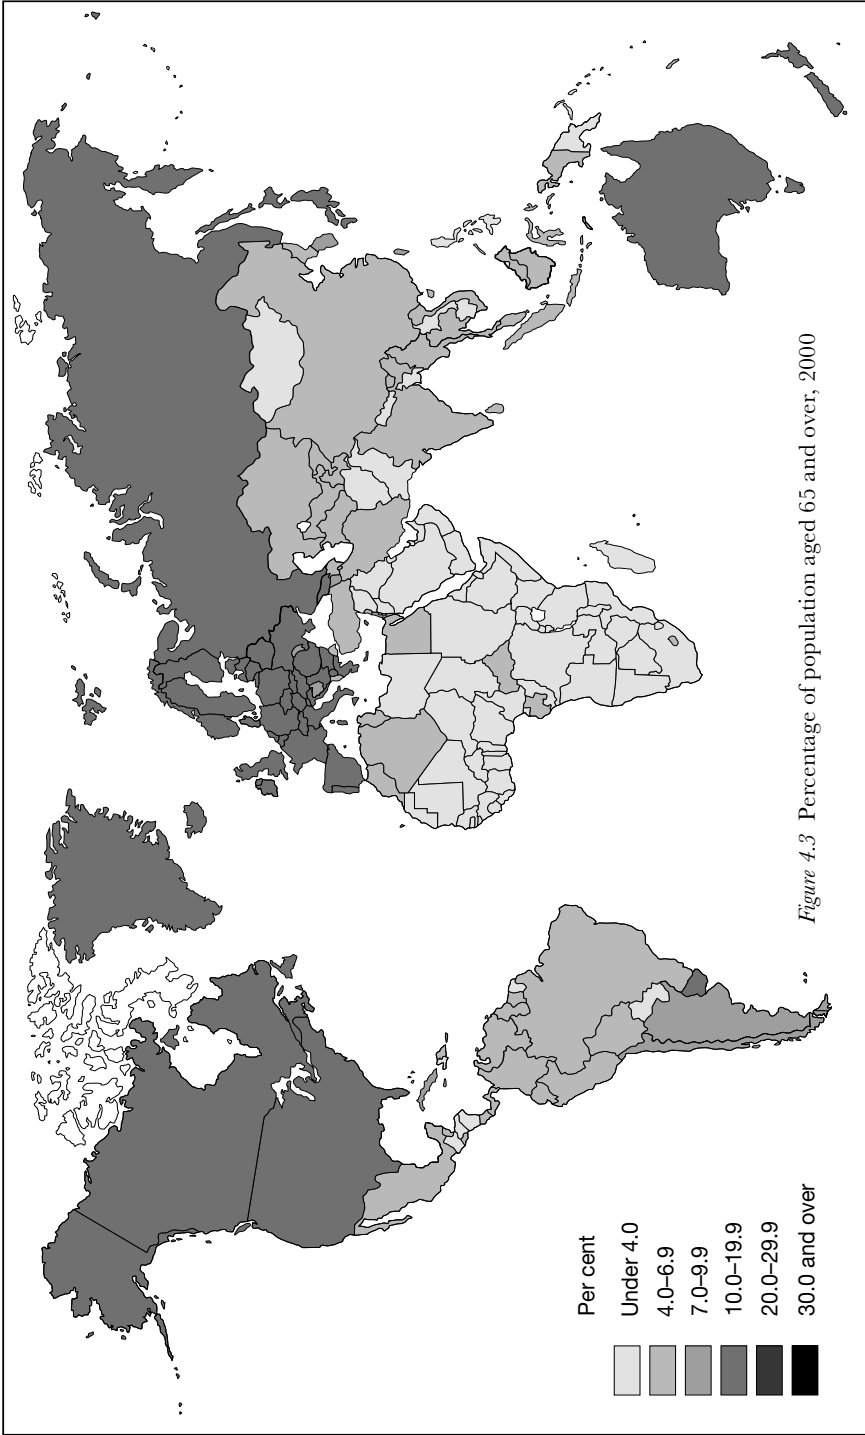 Per cent
Under 4.0
4.0–6.9
7.0–9.9
10.0–19.9
20.0–29.9
30.0 and over
Figure 4.3 Percentage of population aged 65 and over, 2000